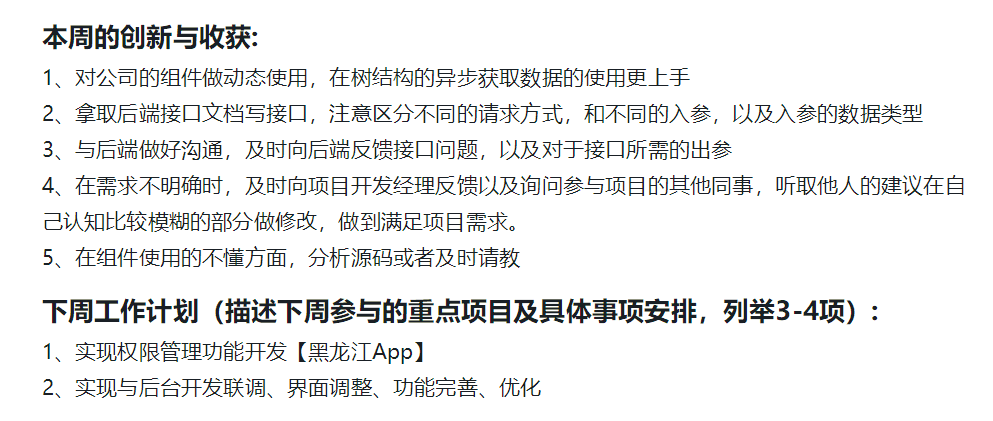 本周的创新与收获:
1、对公司的组件做动态使用，在树结构的异步获取数据的使用更上手
2、拿取后端接口文档写接口，注意区分不同的请求方式，和不同的入参，以及入参的数据类型
3、与后端做好沟通，及时向后端反馈接口问题，以及对于接口所需的出参
4、在需求不明确时，及时向项目开发经理反馈以及询问参与项目的其他同事，听取他人的建议在自
己认知比较模糊的部分做修改，做到满足项目需求。
5、在组件使用的不懂方面，分析源码或者及时请教
下周工作计划（描述下周参与的重点项目及具体事项安排，列举3-4项）:
1、实现权限管理功能开发【黑龙江App】
2、实现与后台开发联调、界面调整、功能完善、优化